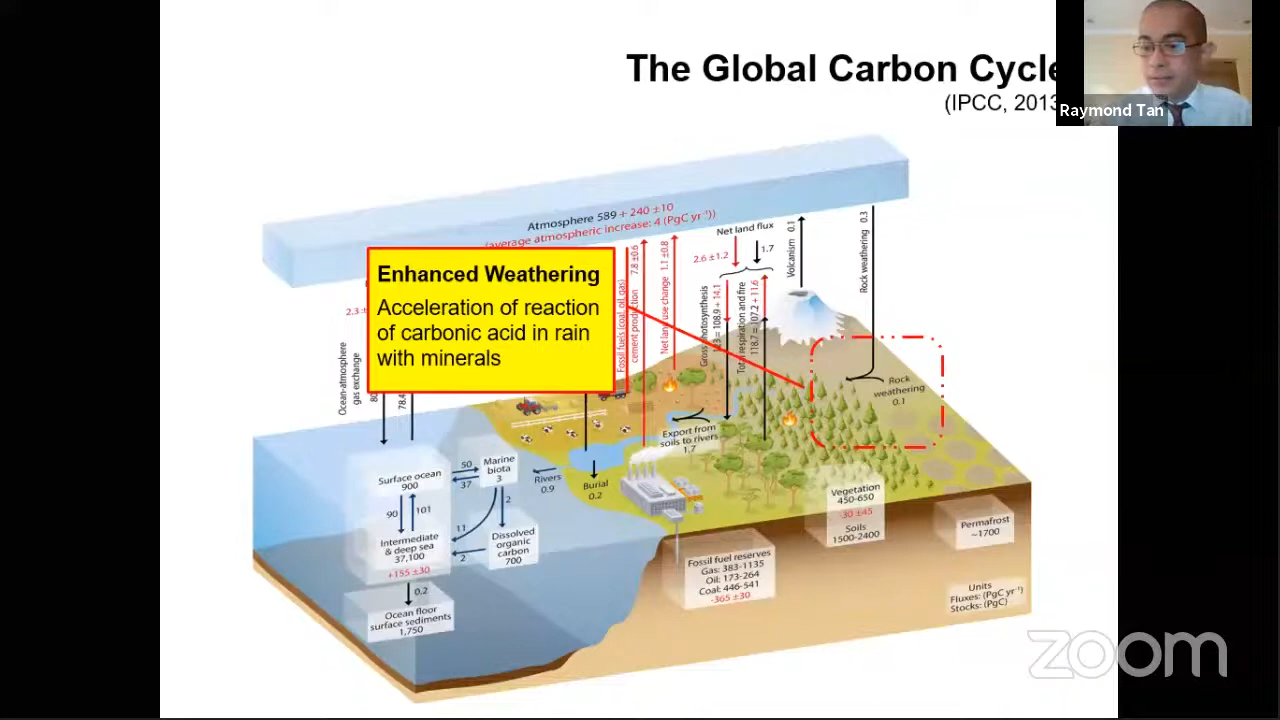 The Global Carbon Cycle
(IPCC, 2013
Raymond Tan
Atmosphere 589 + 240 ±10
(average atmospheric increase: 4 (PgC yr⁻¹))
Enhanced Weathering
Acceleration of reaction
of carbonic acid in rain
with minerals
2.3 ±
Ocean-atmosphere
gas exchange
80
78.4
Fossil fuels (coal, oil, gas)
cement production
7.8 ±0.6
Net land use change 1.1 ±0.8
Net land flux
2.6 ±1.2
1.7
Gross photosynthesis
123 = 108.9 + 14.1
Total respiration and fire
118.7 = 107.2 + 11.6
Volcanism 0.1
Rock weathering 0.3
Rock
weathering
0.1
Export from
soils to rivers
1.7
Surface ocean
900
50
37
Marine
biota
3
Rivers
0.9
Burial
0.2
90
101
11
2
2
Intermediate
& deep sea
37,100
+155 ±30
Dissolved
organic
carbon
700
0.2
Ocean floor
surface sediments
1,750
Fossil fuel reserves
Gas: 383-1135
Oil: 173-264
Coal: 446-541
-365 ±30
Vegetation
450-650
-30 ±45
Soils
1500-2400
Permafrost
~1700
Units
Fluxes: (PgC yr⁻¹)
Stocks: (PgC)
zoom